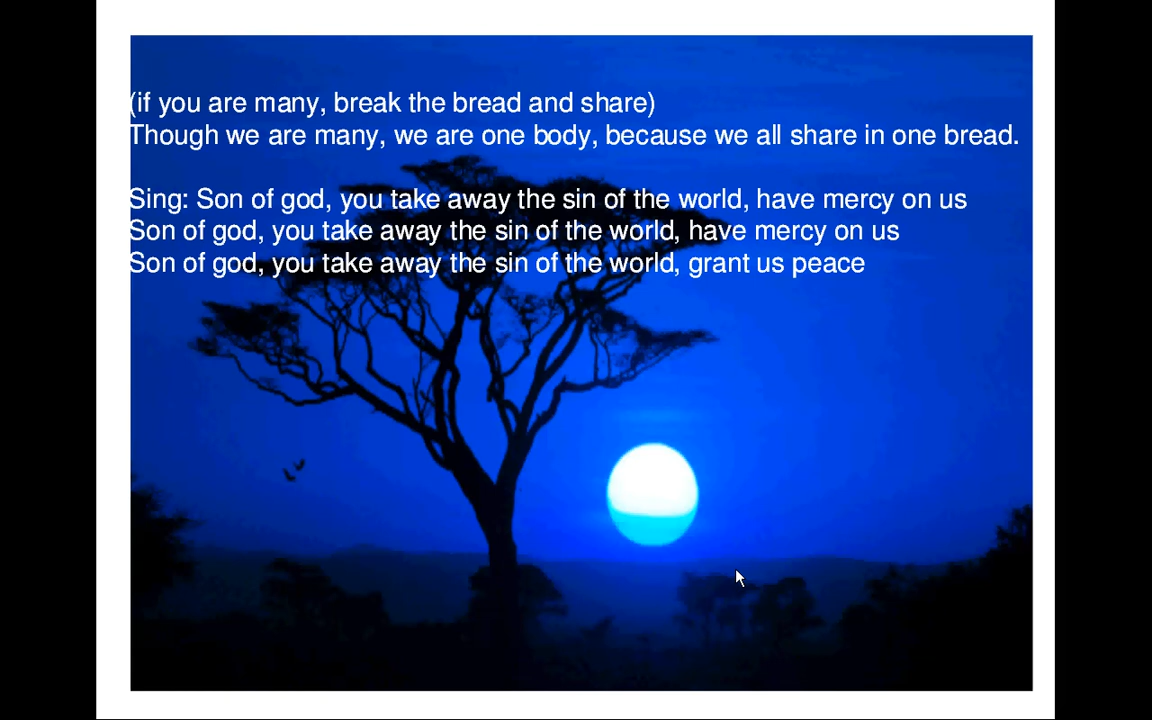 (if you are many, break the bread and share)
Though we are many, we are one body, because we all share in one bread.
Sing: Son of god, you take away the sin of the world, have mercy on us
Son of god, you take away the sin of the world, have mercy on us
Son of god, you take away the sin of the world, grant us peace